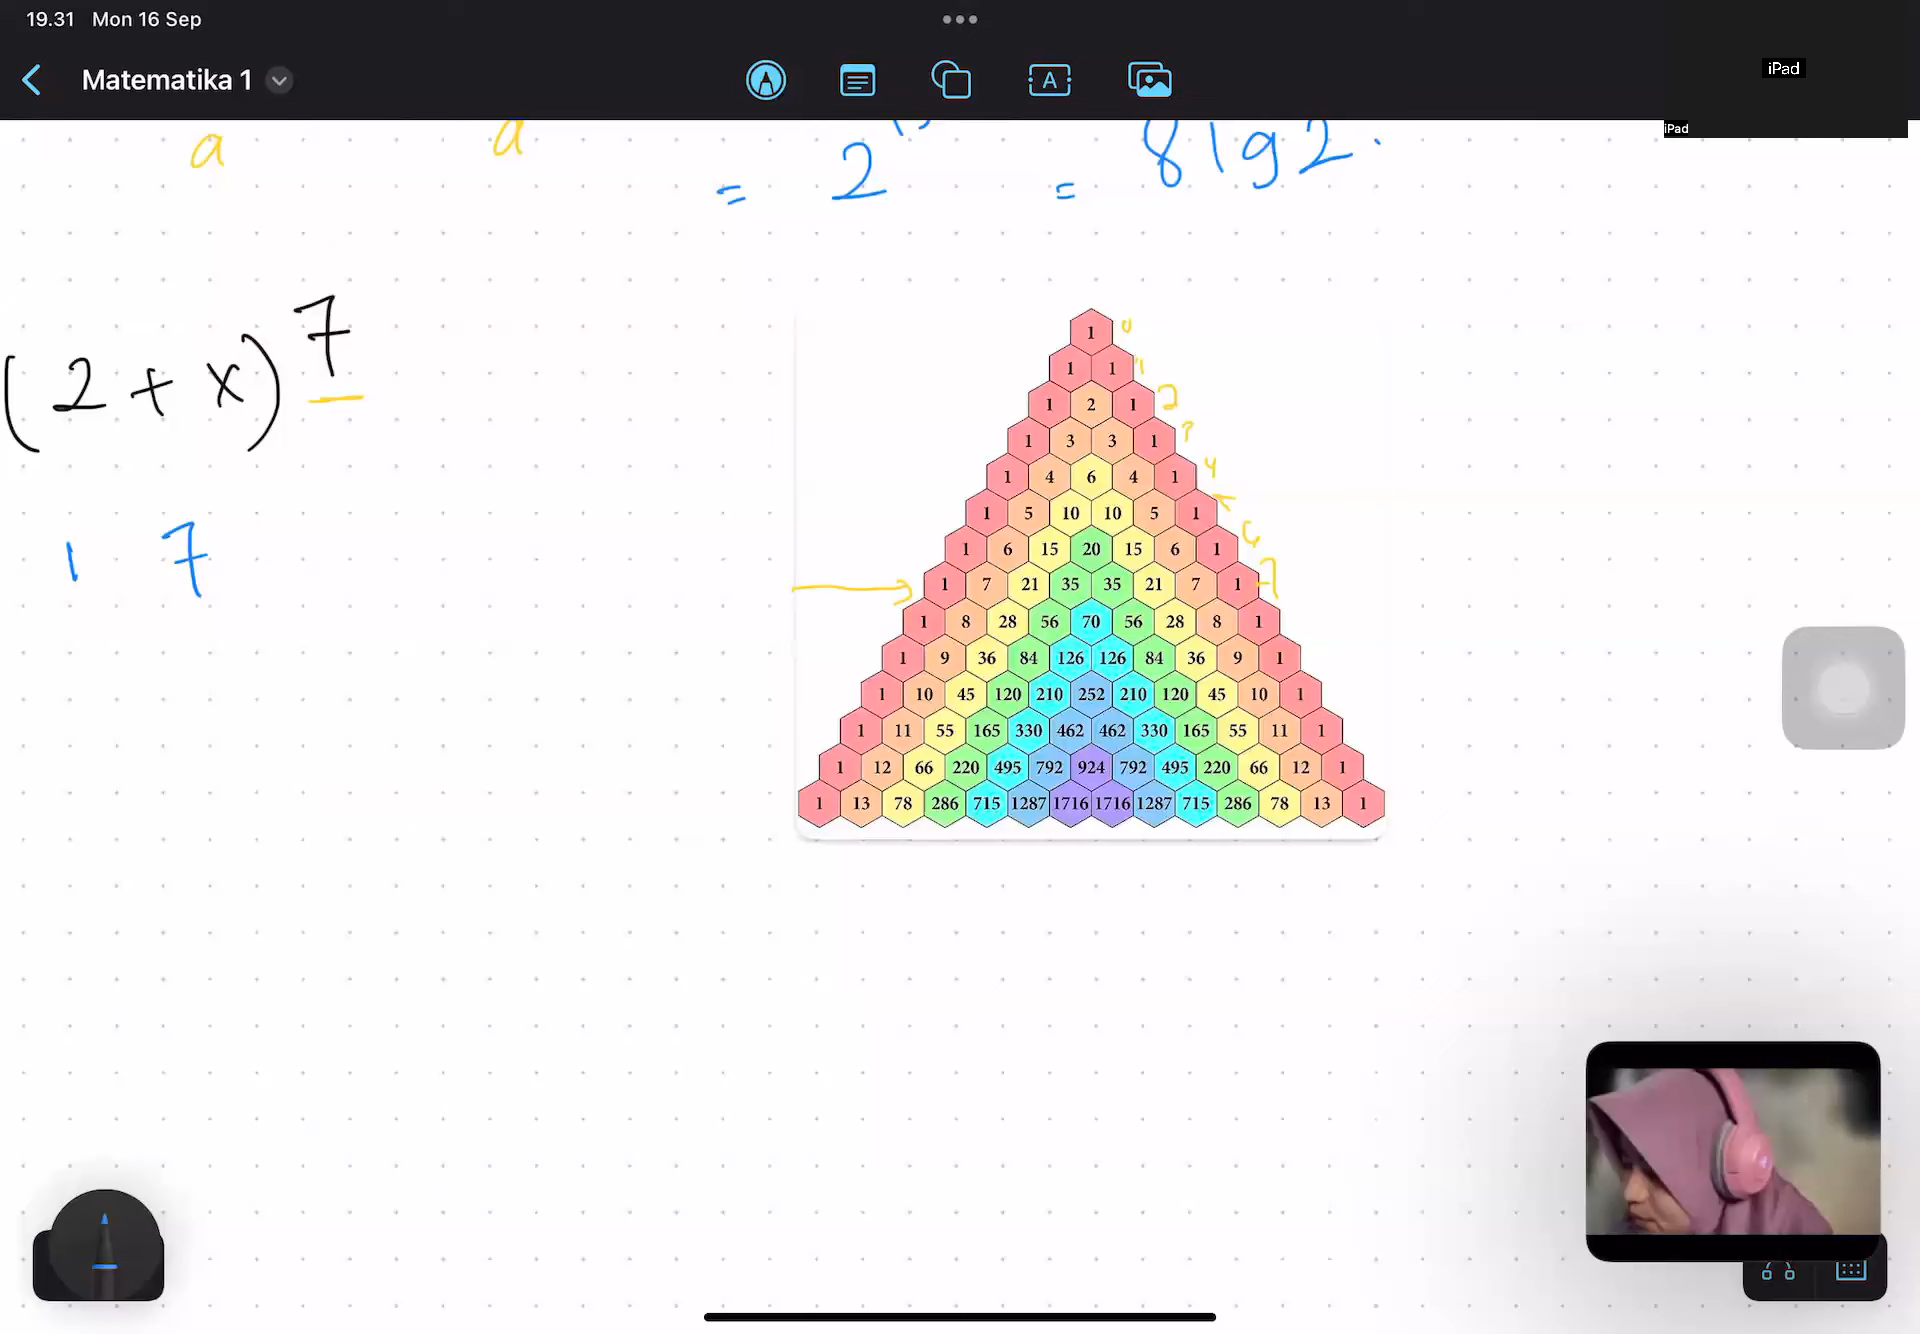 19.31 Mon 16 Sep
Matematika 1
A
iPad
iPad
a a = 2 = 8192.
(2 + x)^7
1 7
1 0
1 1 1
1 2 1 2
1 3 3 1
1 4 6 4 1 4
1 5 10 10 5 1
1 6 15 20 15 6 1 6
1 7 21 35 35 21 7 1 7
1 8 28 56 70 56 28 8 1
1 9 36 84 126 126 84 36 9 1
1 10 45 120 210 252 210 120 45 10 1
1 11 55 165 330 462 462 330 165 55 11 1
1 12 66 220 495 792 924 792 495 220 66 12 1
1 13 78 286 715 1287 1716 1716 1287 715 286 78 13 1